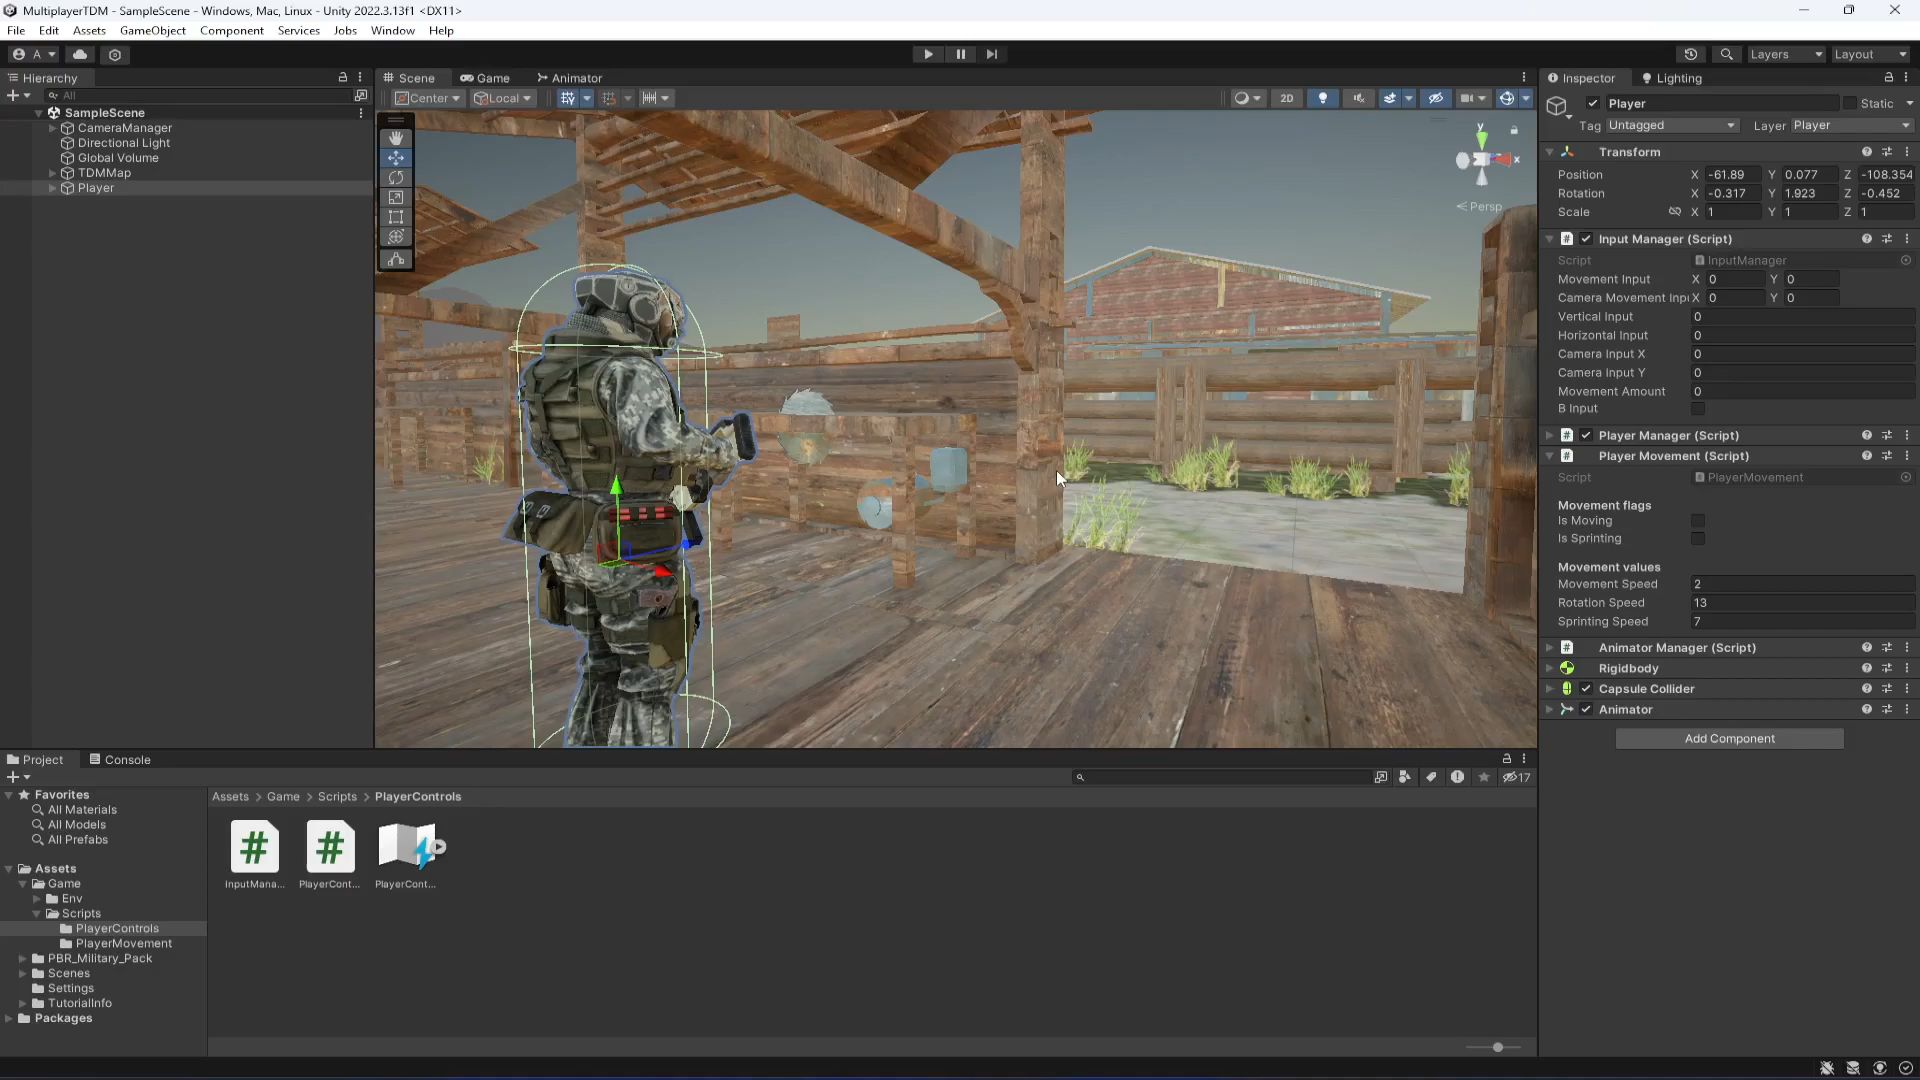 MultiplayerTDM - SampleScene - Windows, Mac, Linux - Unity 2022.3.13f1 <DX11>
File Edit Assets GameObject Component Services Jobs Window Help
A Layers Layout
Hierarchy
All
SampleScene
CameraManager
Directional Light
Global Volume
TDMMap
Player
Scene Game Animator
Center Local 2D
y
x
Persp
Inspector Lighting
Player Static
Tag Untagged Layer Player
Transform
Position X -61.89 Y 0.077 Z -108.354
Rotation X -0.317 Y 1.923 Z -0.452
Scale X 1 Y 1 Z 1
# Input Manager (Script)
Script InputManager
Movement Input X 0 Y 0
Camera Movement Inpu X 0 Y 0
Vertical Input 0
Horizontal Input 0
Camera Input X 0
Camera Input Y 0
Movement Amount 0
B Input
# Player Manager (Script)
# Player Movement (Script)
Script PlayerMovement
Movement flags
Is Moving
Is Sprinting
Movement values
Movement Speed 2
Rotation Speed 13
Sprinting Speed 7
# Animator Manager (Script)
Rigidbody
Capsule Collider
Animator
Add Component
Project Console
17
Favorites
All Materials
All Models
All Prefabs
Assets
Game
Env
Scripts
PlayerControls
PlayerMovement
PBR_Military_Pack
Scenes
Settings
TutorialInfo
Packages
Assets > Game > Scripts > PlayerControls
# #
InputMana... PlayerCont... PlayerCont...